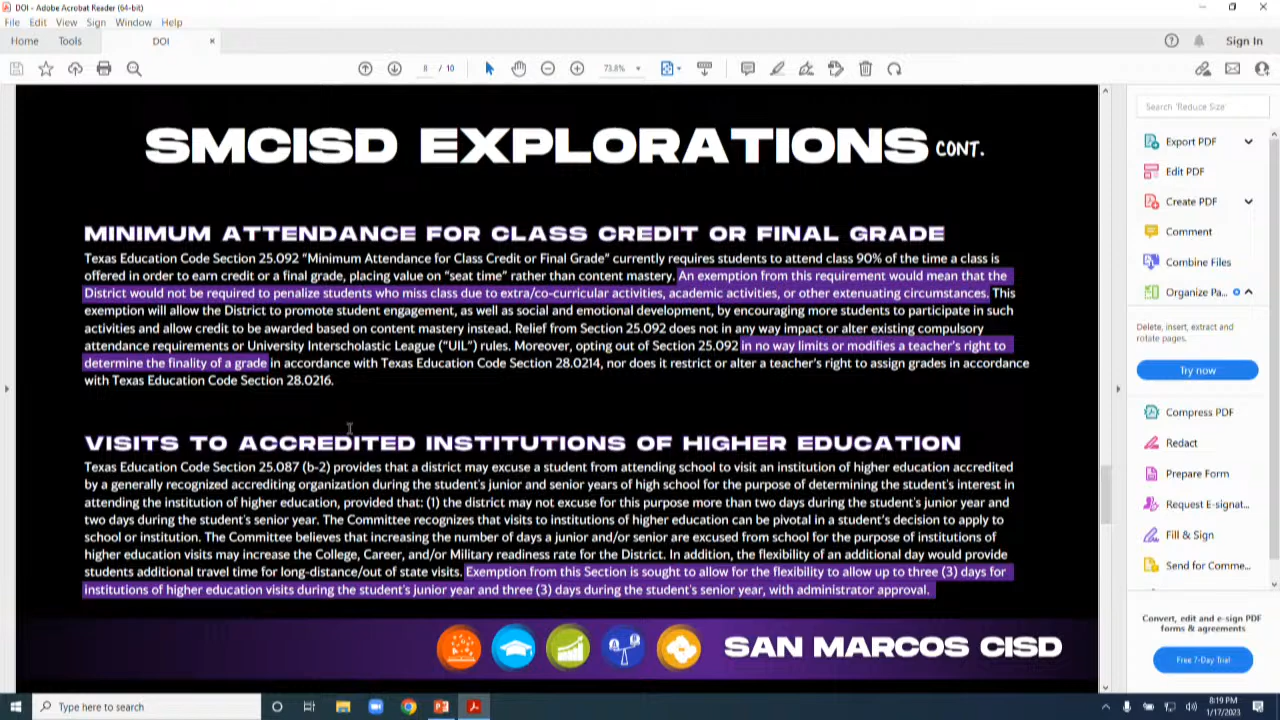 DOI - Adobe Acrobat Reader (64-bit)
File Edit View Sign Window Help
Home Tools DOI × Sign In
8 / 10 73.8%
SMCISD EXPLORATIONS CONT.
MINIMUM ATTENDANCE FOR CLASS CREDIT OR FINAL GRADE
Texas Education Code Section 25.092 "Minimum Attendance for Class Credit or Final Grade" currently requires students to attend class 90% of the time a class is
offered in order to earn credit or a final grade, placing value on "seat time" rather than content mastery. An exemption from this requirement would mean that the
District would not be required to penalize students who miss class due to extra/co-curricular activities, academic activities, or other extenuating circumstances. This
exemption will allow the District to promote student engagement, as well as social and emotional development, by encouraging more students to participate in such
activities and allow credit to be awarded based on content mastery instead. Relief from Section 25.092 does not in any way impact or alter existing compulsory
attendance requirements or University Interscholastic League ("UIL") rules. Moreover, opting out of Section 25.092 in no way limits or modifies a teacher's right to
determine the finality of a grade in accordance with Texas Education Code Section 28.0214, nor does it restrict or alter a teacher's right to assign grades in accordance
with Texas Education Code Section 28.0216.
VISITS TO ACCREDITED INSTITUTIONS OF HIGHER EDUCATION
Texas Education Code Section 25.087 (b-2) provides that a district may excuse a student from attending school to visit an institution of higher education accredited
by a generally recognized accrediting organization during the student's junior and senior years of high school for the purpose of determining the student's interest in
attending the institution of higher education, provided that: (1) the district may not excuse for this purpose more than two days during the student's junior year and
two days during the student's senior year. The Committee recognizes that visits to institutions of higher education can be pivotal in a student's decision to apply to
school or institution. The Committee believes that increasing the number of days a junior and/or senior are excused from school for the purpose of institutions of
higher education visits may increase the College, Career, and/or Military readiness rate for the District. In addition, the flexibility of an additional day would provide
students additional travel time for long-distance/out of state visits. Exemption from this Section is sought to allow for the flexibility to allow up to three (3) days for
institutions of higher education visits during the student's junior year and three (3) days during the student's senior year, with administrator approval.
SAN MARCOS CISD
Search 'Reduce Size'
Export PDF
Edit PDF
Create PDF
Comment
Combine Files
Organize Pa...
Delete, insert, extract and
rotate pages.
Try now
Compress PDF
Redact
Prepare Form
Request E-signat...
Fill & Sign
Send for Comme...
Convert, edit and e-sign PDF
forms & agreements
Free 7-Day Trial
Type here to search
8:19 PM
1/17/2023